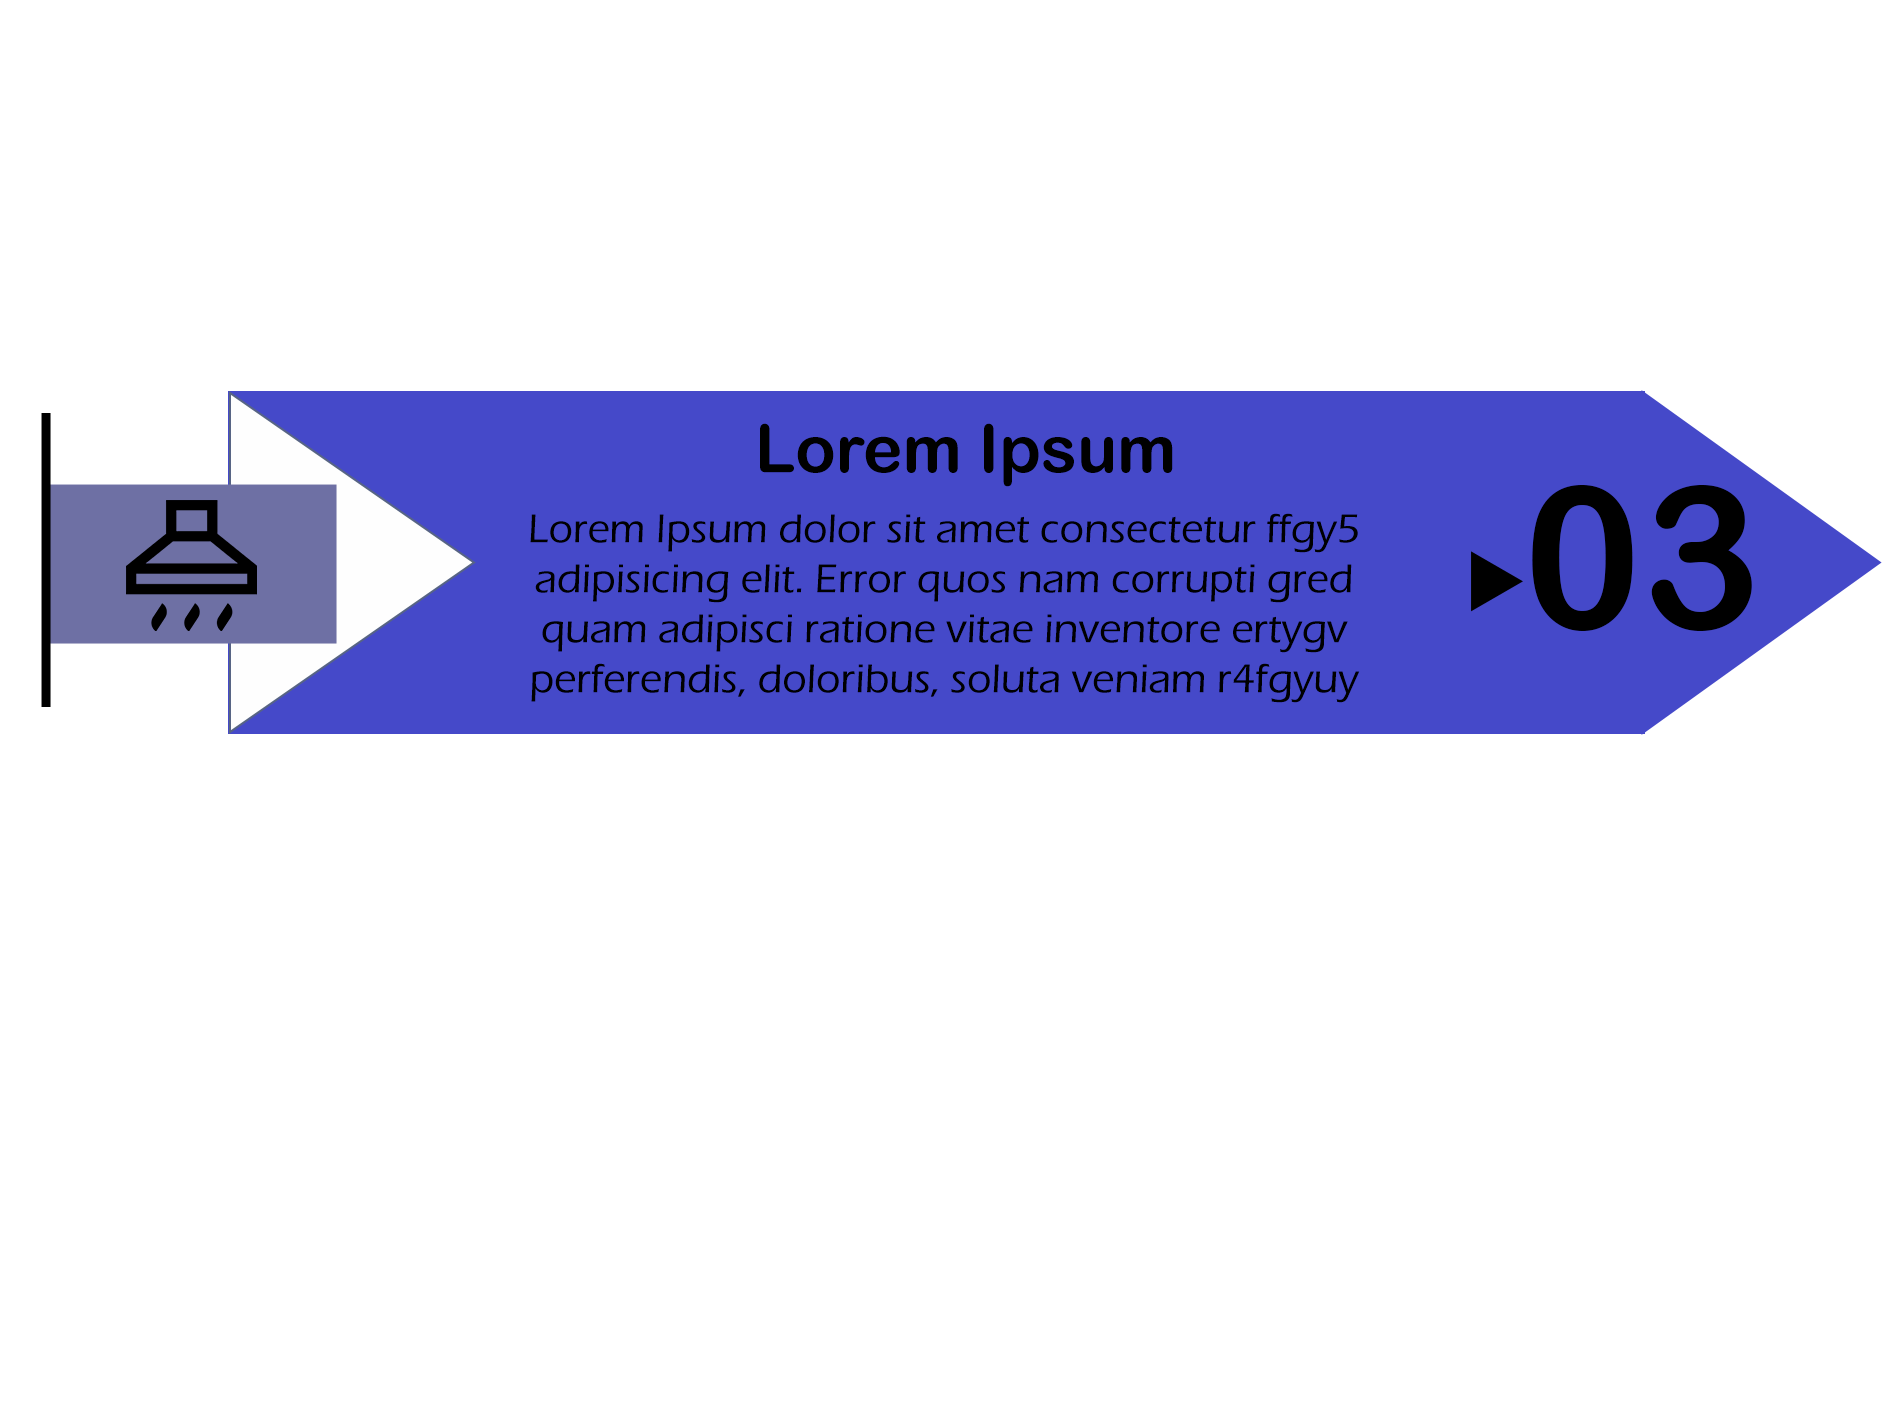 Lorem Ipsum
Lorem Ipsum dolor sit amet consectetur ffgy5
adipisicing elit. Error quos nam corrupti gred
quam adipisci ratione vitae inventore ertygv
perferendis, doloribus, soluta veniam r4fgyuy
03